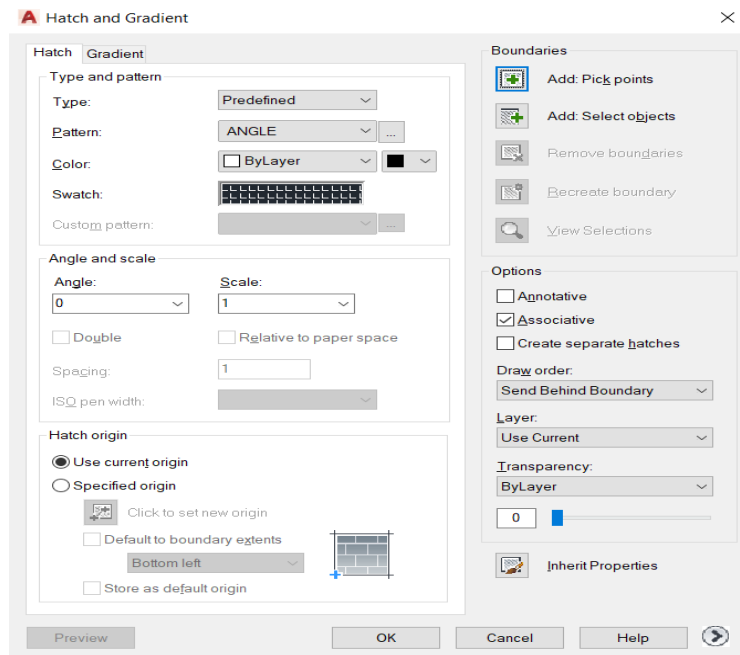 Hatch and Gradient
Hatch Gradient
Type and pattern
Type: Predefined
Pattern: ANGLE ...
Color: ByLayer
Swatch:
Custom pattern: ...
Angle and scale
Angle: Scale:
0 1
Double Relative to paper space
Spacing: 1
ISO pen width:
Hatch origin
Use current origin
Specified origin
Click to set new origin
Default to boundary extents
Bottom left
Store as default origin
Boundaries
Add: Pick points
Add: Select objects
Remove boundaries
Recreate boundary
View Selections
Options
Annotative
Associative
Create separate hatches
Draw order:
Send Behind Boundary
Layer:
Use Current
Transparency:
ByLayer
0
Inherit Properties
Preview OK Cancel Help